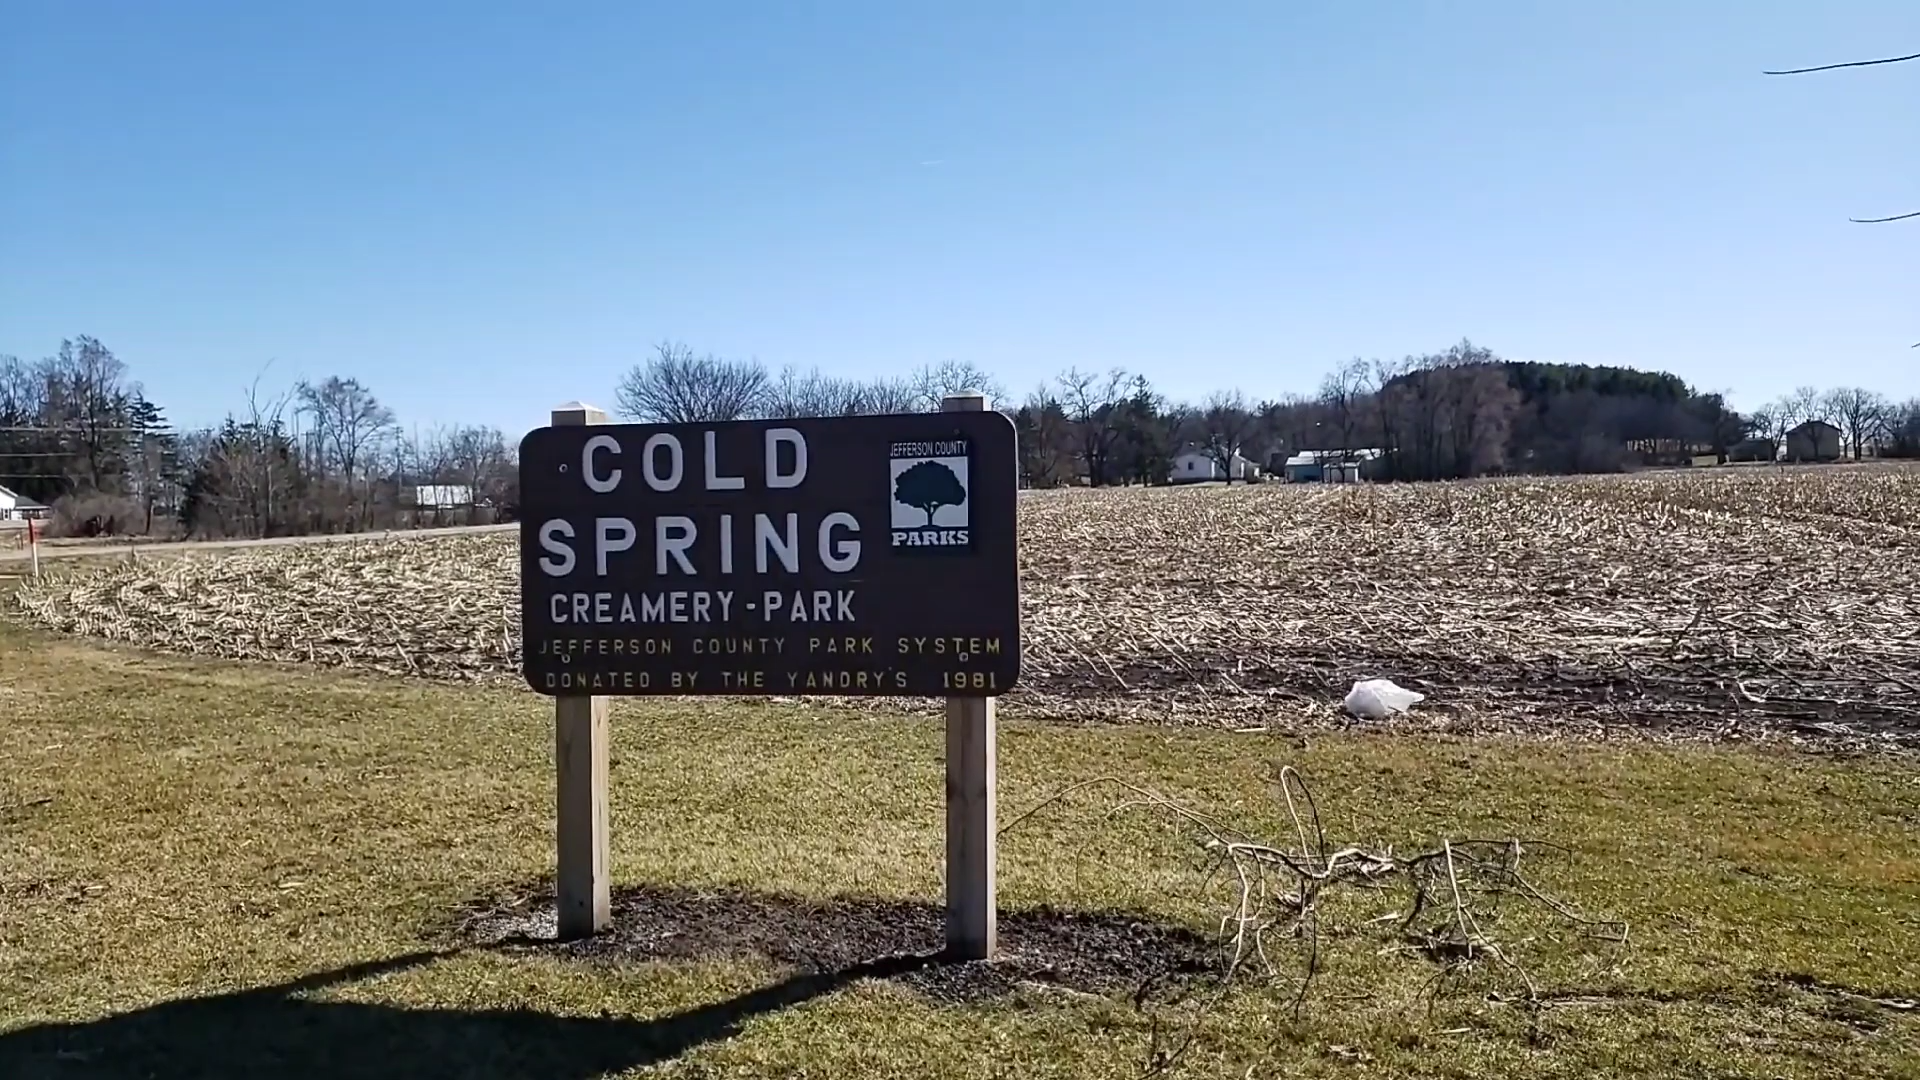 COLD
SPRING
CREAMERY-PARK
JEFFERSON COUNTY PARK SYSTEM
DONATED BY THE YANDRY'S 1981
JEFFERSON COUNTY
PARKS